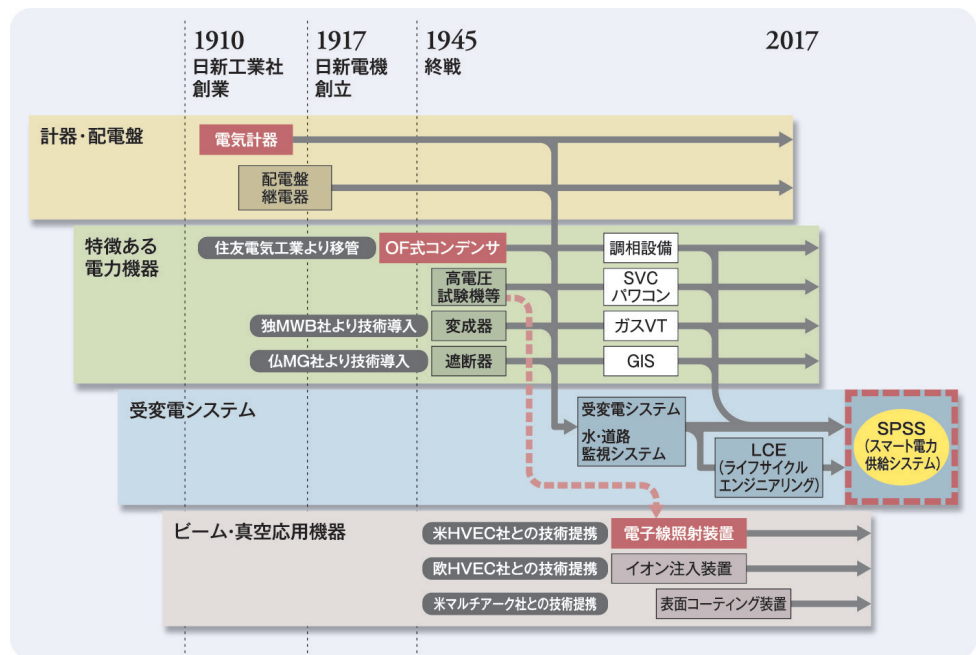 1910
日新工業社
創業
1917
日新電機
創立
1945
終戦
2017
計器・配電盤
電気計器
配電盤
継電器
特徴ある
電力機器
住友電気工業より移管
OF式コンデンサ
調相設備
高電圧
試験機等
SVC
パワコン
独MWB社より技術導入
変成器
ガスVT
仏MG社より技術導入
遮断器
GIS
受変電システム
受変電システム
水・道路
監視システム
LCE
(ライフサイクル
エンジニアリング)
SPSS
(スマート電力
供給システム)
ビーム・真空応用機器
米HVEC社との技術提携
電子線照射装置
欧HVEC社との技術提携
イオン注入装置
米マルチアーク社との技術提携
表面コーティング装置